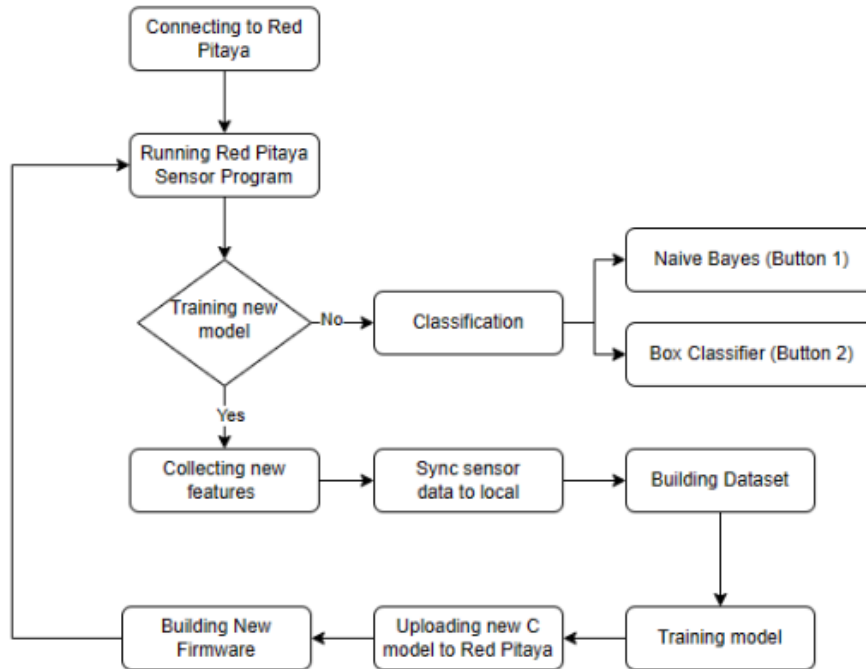 Connecting to Red
Pitaya
Running Red Pitaya
Sensor Program
Training new
model
No
Classification
Naive Bayes (Button 1)
Box Classifier (Button 2)
Yes
Collecting new
features
Sync sensor
data to local
Building Dataset
Building New
Firmware
Uploading new C
model to Red Pitaya
Training model